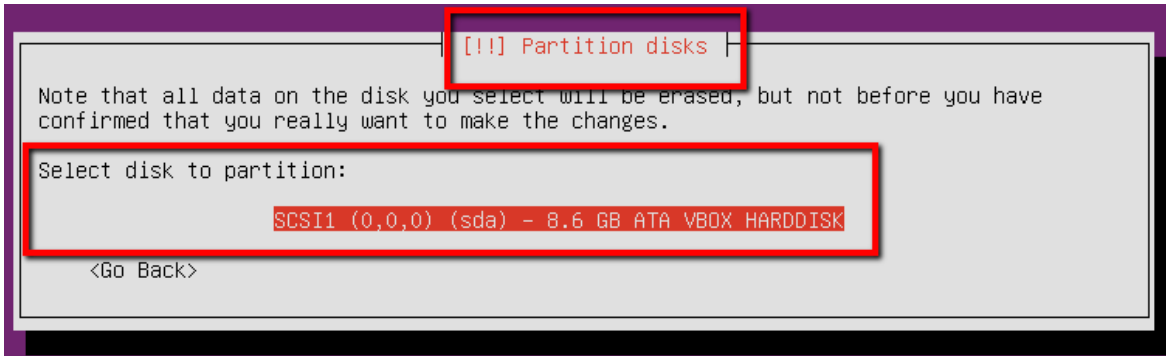 [!!] Partition disks
Note that all data on the disk you select will be erased, but not before you have
confirmed that you really want to make the changes.
Select disk to partition:
SCSI1 (0,0,0) (sda) - 8.6 GB ATA VBOX HARDDISK
<Go Back>